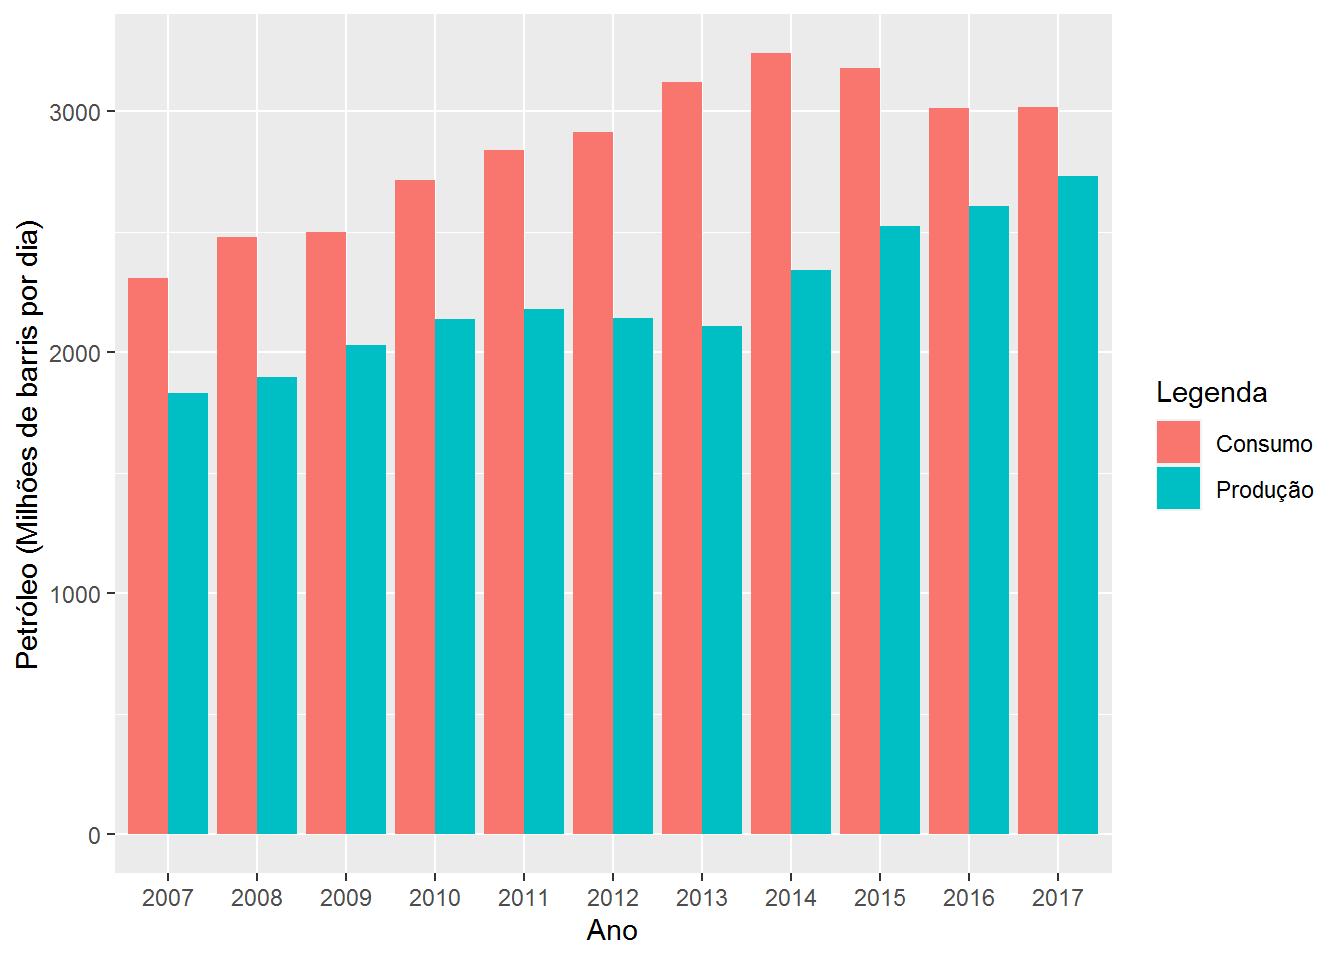 Petróleo (Milhões de barris por dia)
3000
2000
1000
0
2007 2008 2009 2010 2011 2012 2013 2014 2015 2016 2017
Ano
Legenda
Consumo
Produção